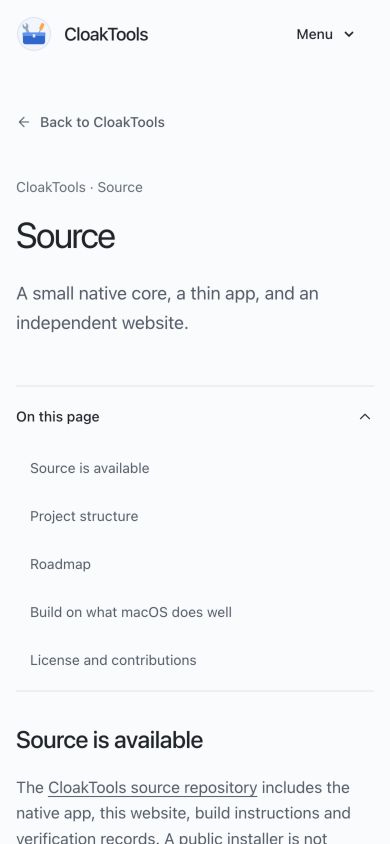 CloakTools
Menu
Back to CloakTools
CloakTools · Source
Source
A small native core, a thin app, and an
independent website.
On this page
Source is available
Project structure
Roadmap
Build on what macOS does well
License and contributions
Source is available
The CloakTools source repository includes the
native app, this website, build instructions and
verification records. A public installer is not